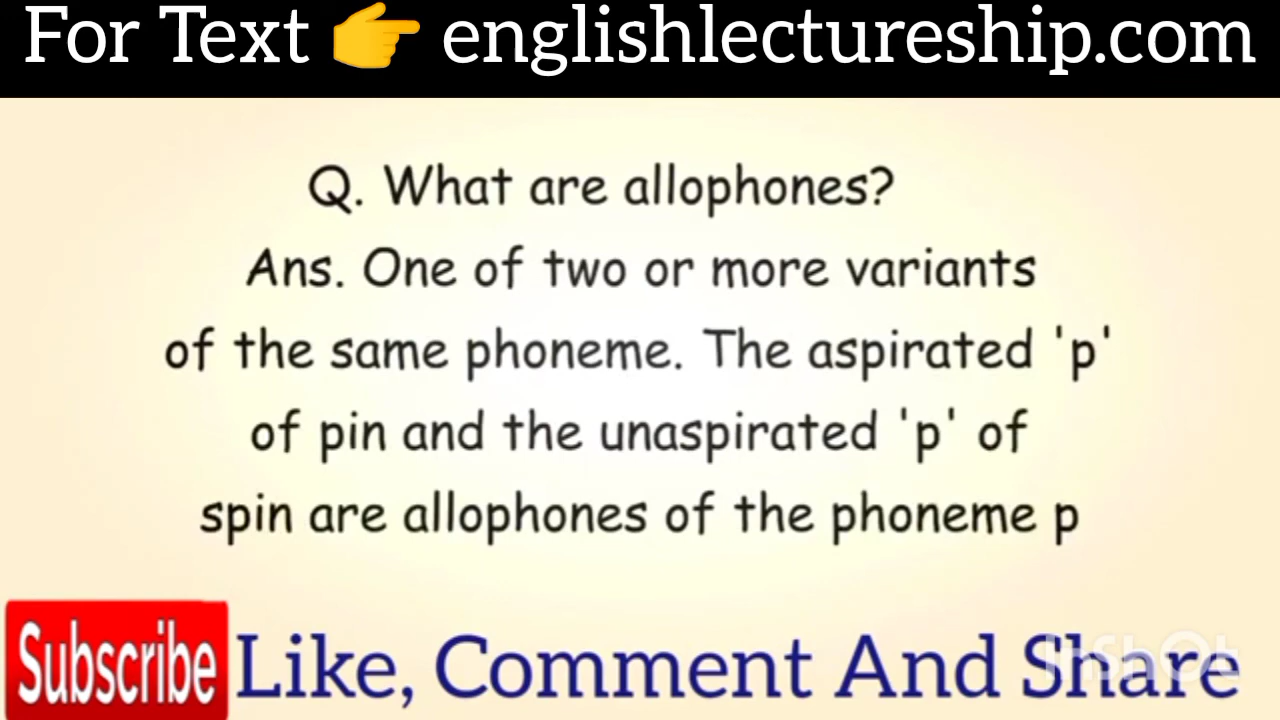 For Text 👉 englishlectureship.com
Q. What are allophones?
Ans. One of two or more variants
of the same phoneme. The aspirated 'p'
of pin and the unaspirated 'p' of
spin are allophones of the phoneme p
Subscribe Like, Comment And Share
InShOt